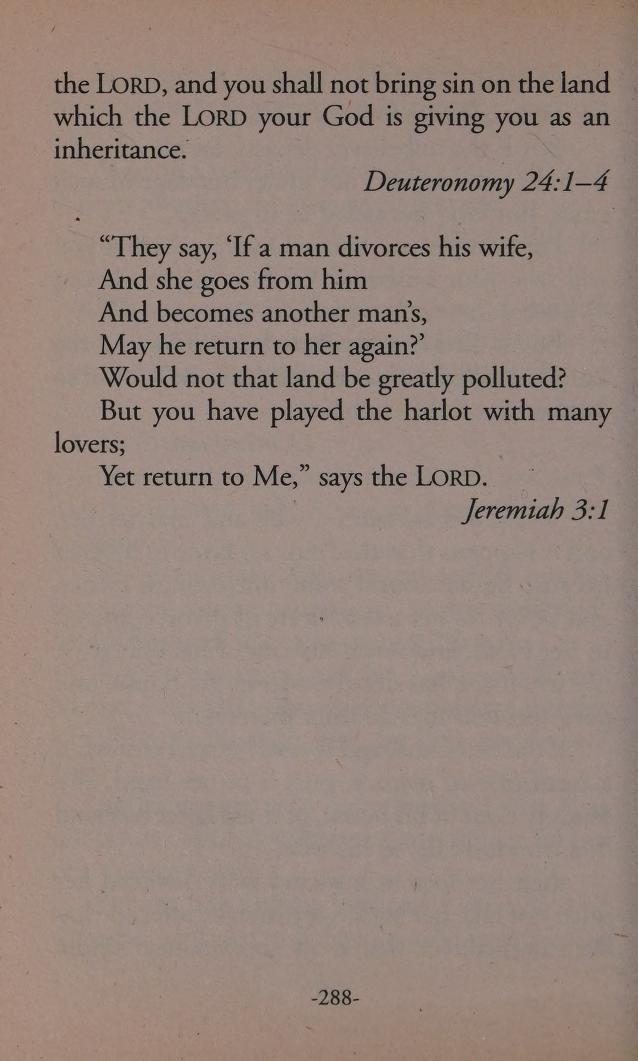 the LORD, and you shall not bring sin on the land
which the LORD your God is giving you as an
inheritance.
Deuteronomy 24:1–4
“They say, ‘If a man divorces his wife,
And she goes from him
And becomes another man’s,
May he return to her again?’
Would not that land be greatly polluted?
But you have played the harlot with many
lovers;
Yet return to Me,” says the LORD.
Jeremiah 3:1
-288-